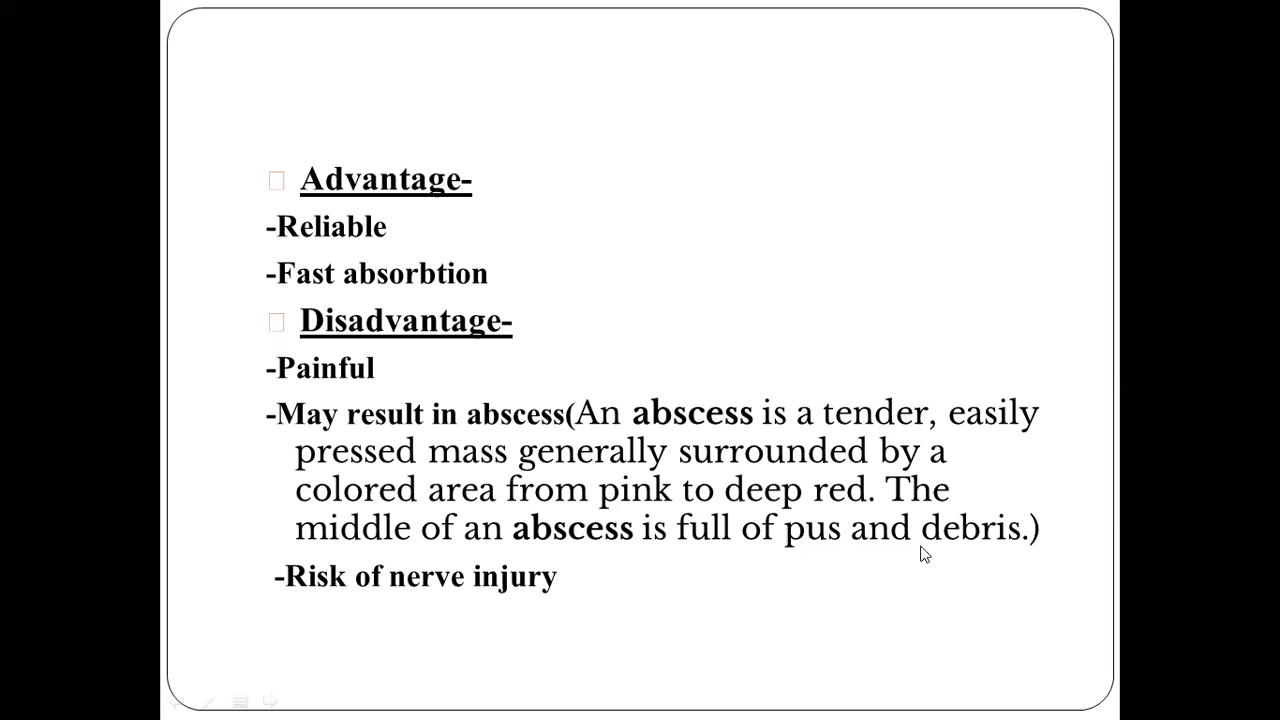 Advantage-
-Reliable
-Fast absorbtion
Disadvantage-
-Painful
-May result in abscess(An abscess is a tender, easily
pressed mass generally surrounded by a
colored area from pink to deep red. The
middle of an abscess is full of pus and debris.)
-Risk of nerve injury